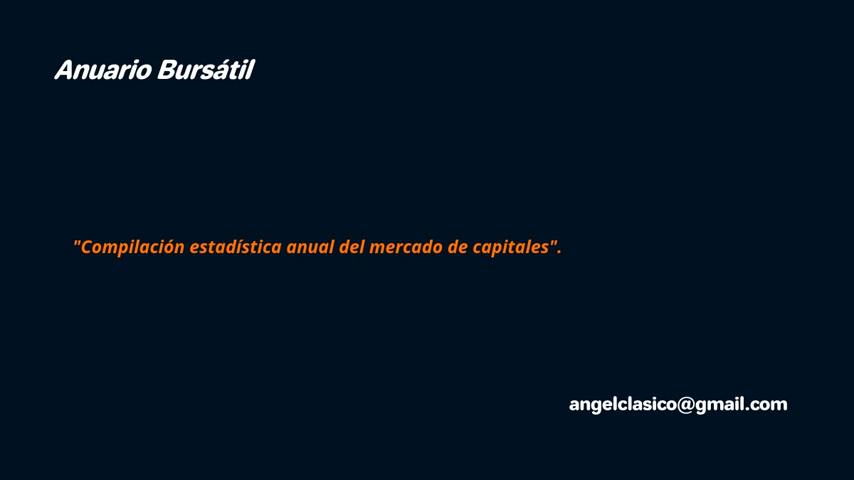 Anuario Bursátil
"Compilación estadística anual del mercado de capitales".
angelclasico@gmail.com